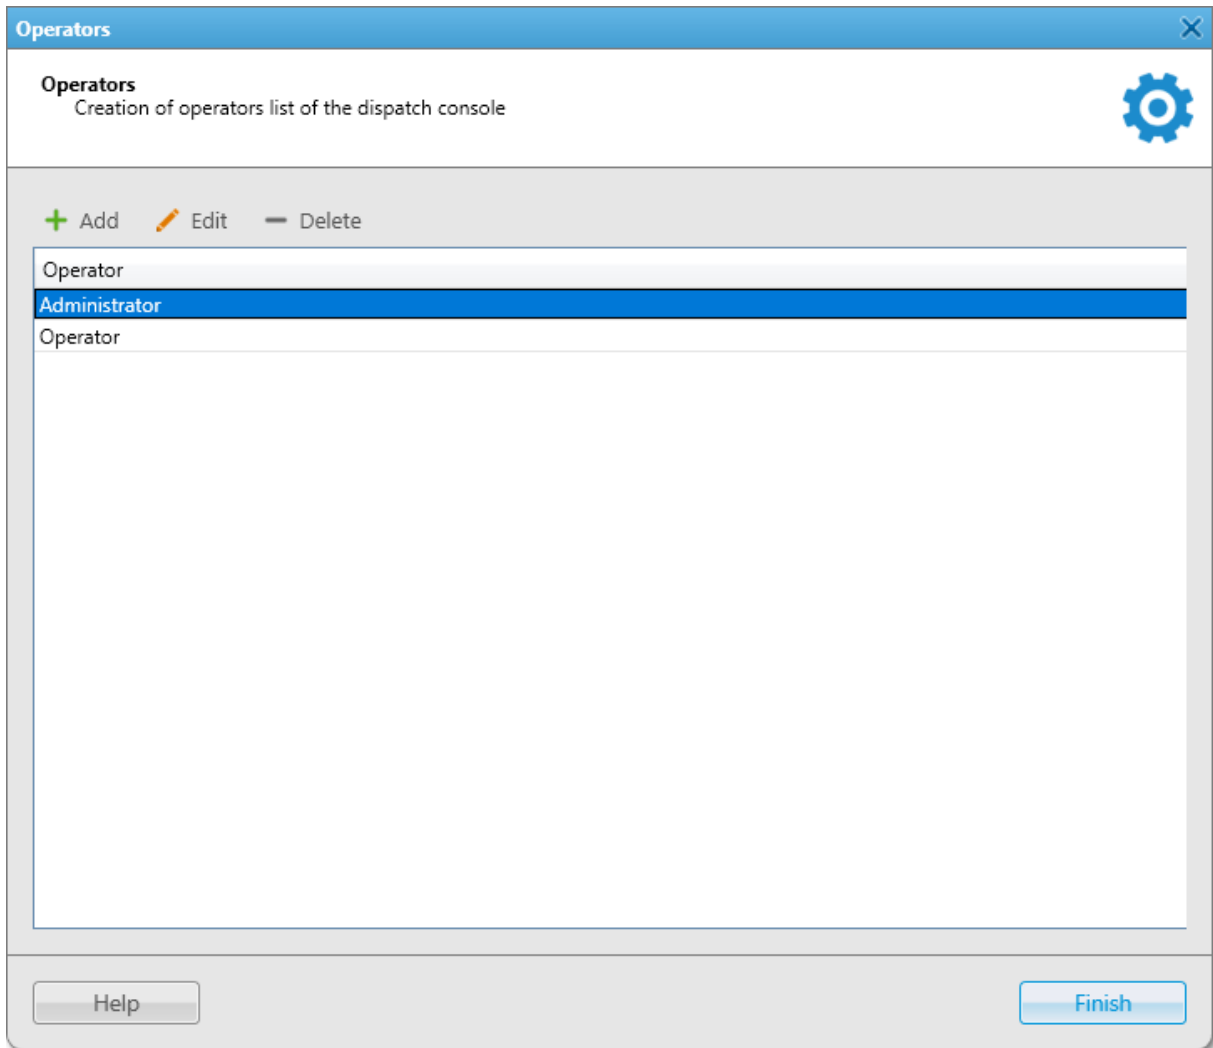 Operators
Operators
Creation of operators list of the dispatch console
Add Edit Delete
Operator
Administrator
Operator
Help Finish